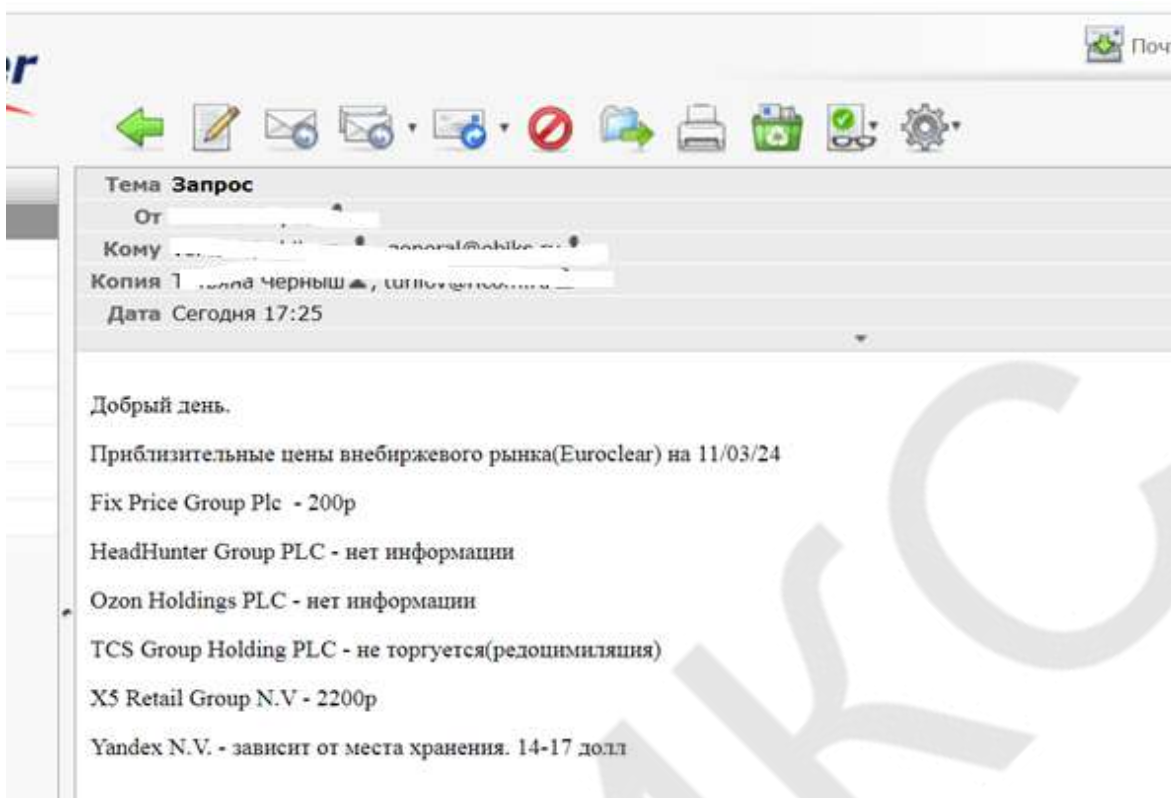 er
Поч
Тема Запрос
От
Кому
Копия Черныш ,
Дата Сегодня 17:25
Добрый день.
Приблизительные цены внебиржевого рынка(Euroclear) на 11/03/24
Fix Price Group Plc - 200р
HeadHunter Group PLC - нет информации
Ozon Holdings PLC - нет информации
TCS Group Holding PLC - не торгуется(редоцимиляция)
X5 Retail Group N.V - 2200р
Yandex N.V. - зависит от места хранения. 14-17 долл